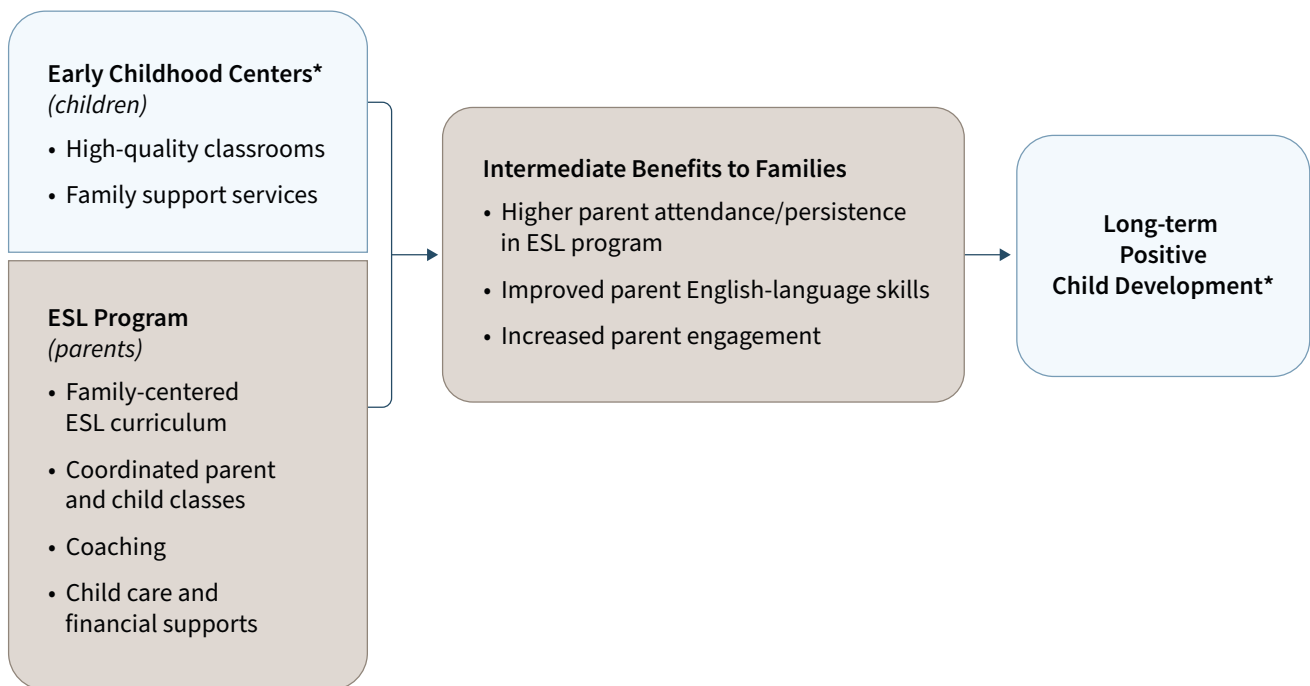 Early Childhood Centers*
(children)
• High-quality classrooms
• Family support services
ESL Program
(parents)
• Family-centered
ESL curriculum
• Coordinated parent
and child classes
• Coaching
• Child care and
financial supports
Intermediate Benefits to Families
• Higher parent attendance/persistence
in ESL program
• Improved parent English-language skills
• Increased parent engagement
Long-term
Positive
Child Development*